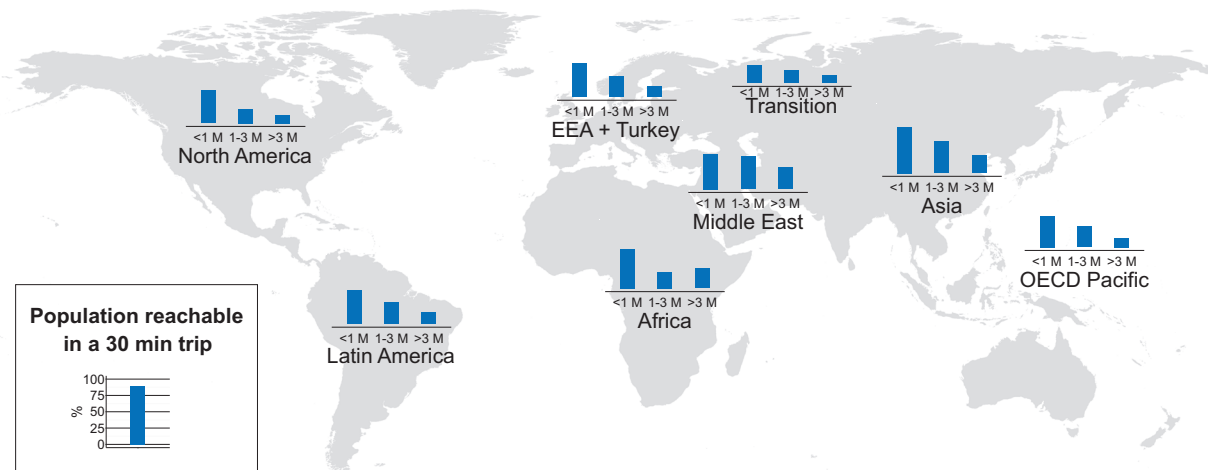 <1 M 1-3 M >3 M
North America
<1 M 1-3 M >3 M
EEA + Turkey
<1 M 1-3 M >3 M
Transition
<1 M 1-3 M >3 M
Middle East
<1 M 1-3 M >3 M
Asia
<1 M 1-3 M >3 M
OECD Pacific
<1 M 1-3 M >3 M
Africa
<1 M 1-3 M >3 M
Latin America
Population reachable
in a 30 min trip
100
75
50
25
0
%